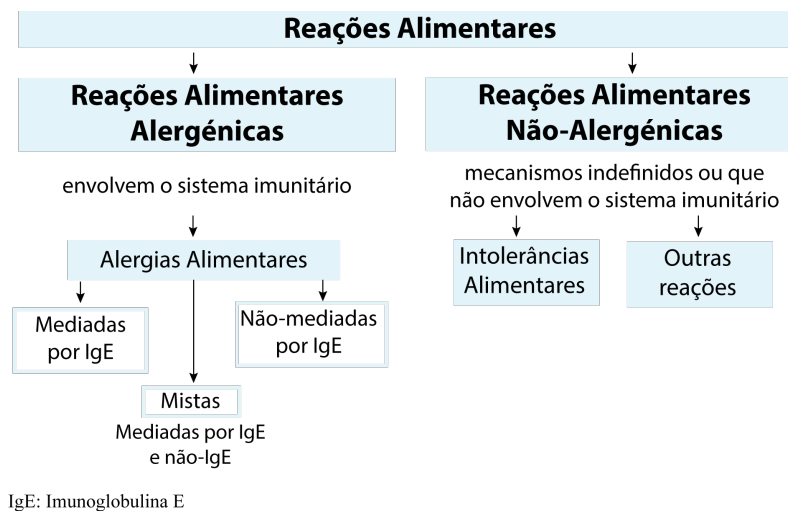 Reações Alimentares
Reações Alimentares
Alergénicas
envolvem o sistema imunitário
Alergias Alimentares
Mediadas
por IgE
Não-mediadas
por IgE
Mistas
Mediadas por IgE
e não-IgE
Reações Alimentares
Não-Alergénicas
mecanismos indefinidos ou que
não envolvem o sistema imunitário
Intolerâncias
Alimentares
Outras
reações
IgE: Imunoglobulina E